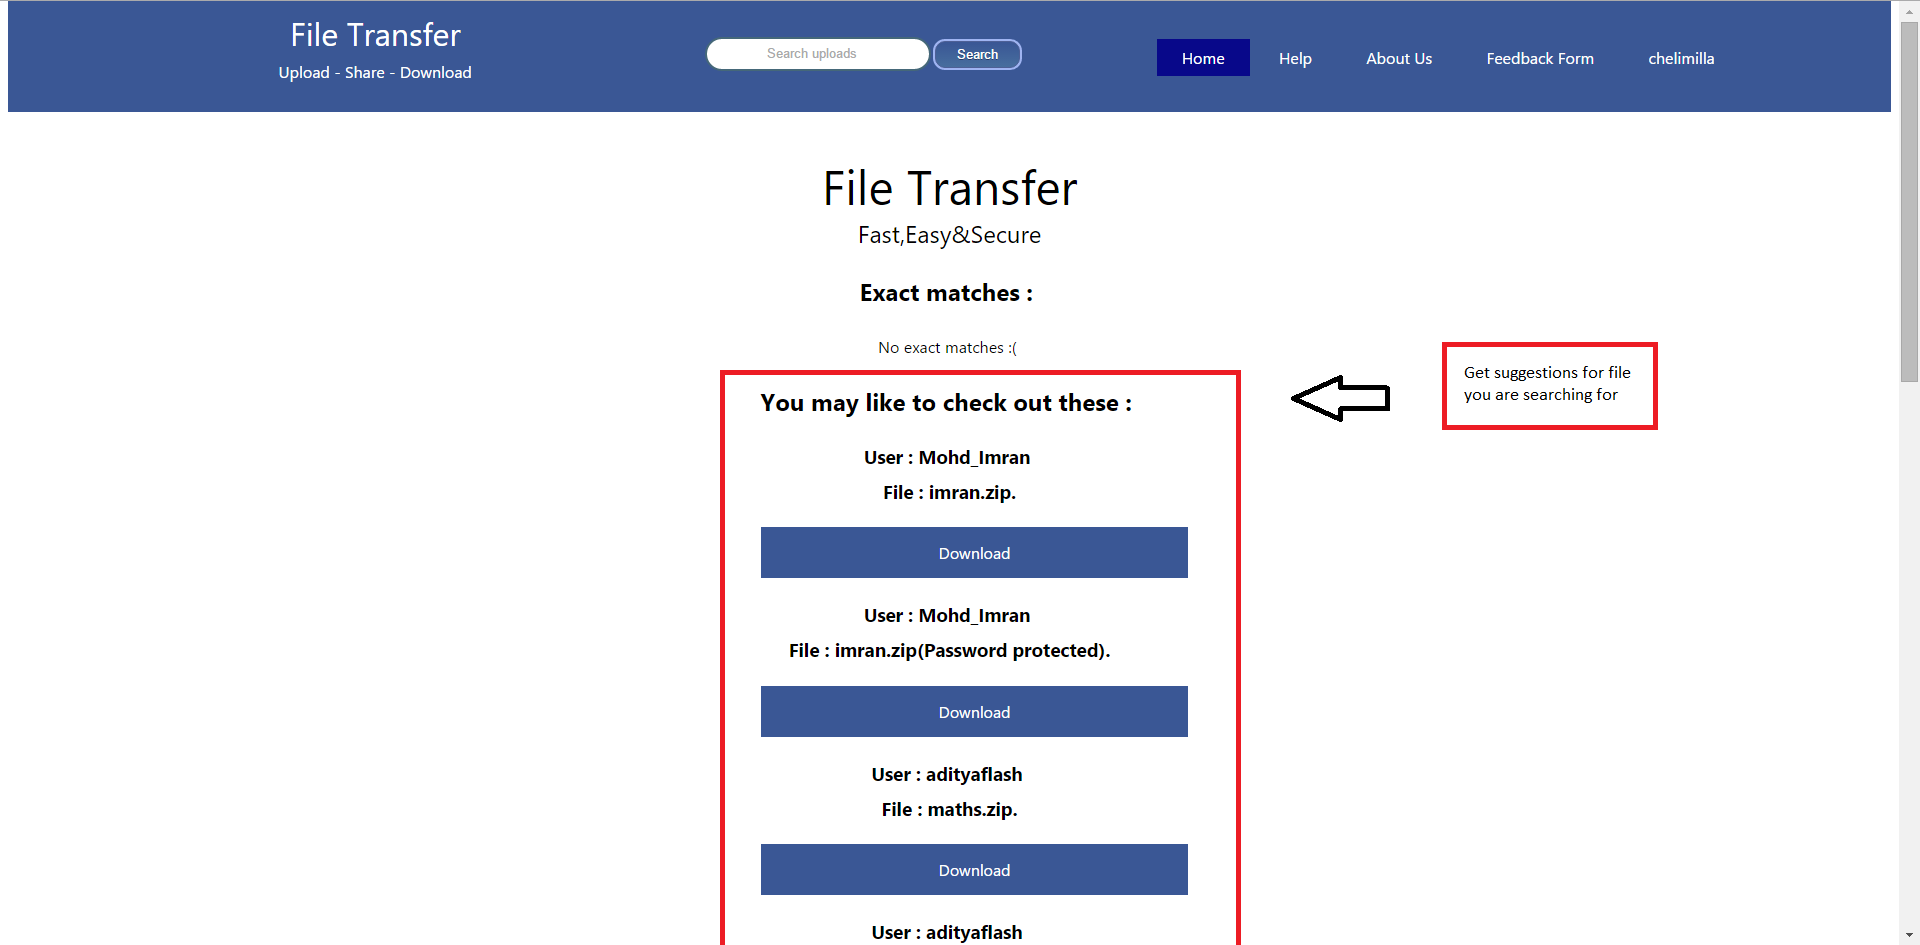 File Transfer
Upload - Share - Download
Search uploads
Search
Home
Help
About Us
Feedback Form
chelimilla
File Transfer
Fast,Easy&Secure
Exact matches :
No exact matches :(
You may like to check out these :
Get suggestions for file
you are searching for
User : Mohd_Imran
File : imran.zip.
Download
User : Mohd_Imran
File : imran.zip(Password protected).
Download
User : adityaflash
File : maths.zip.
Download
User : adityaflash